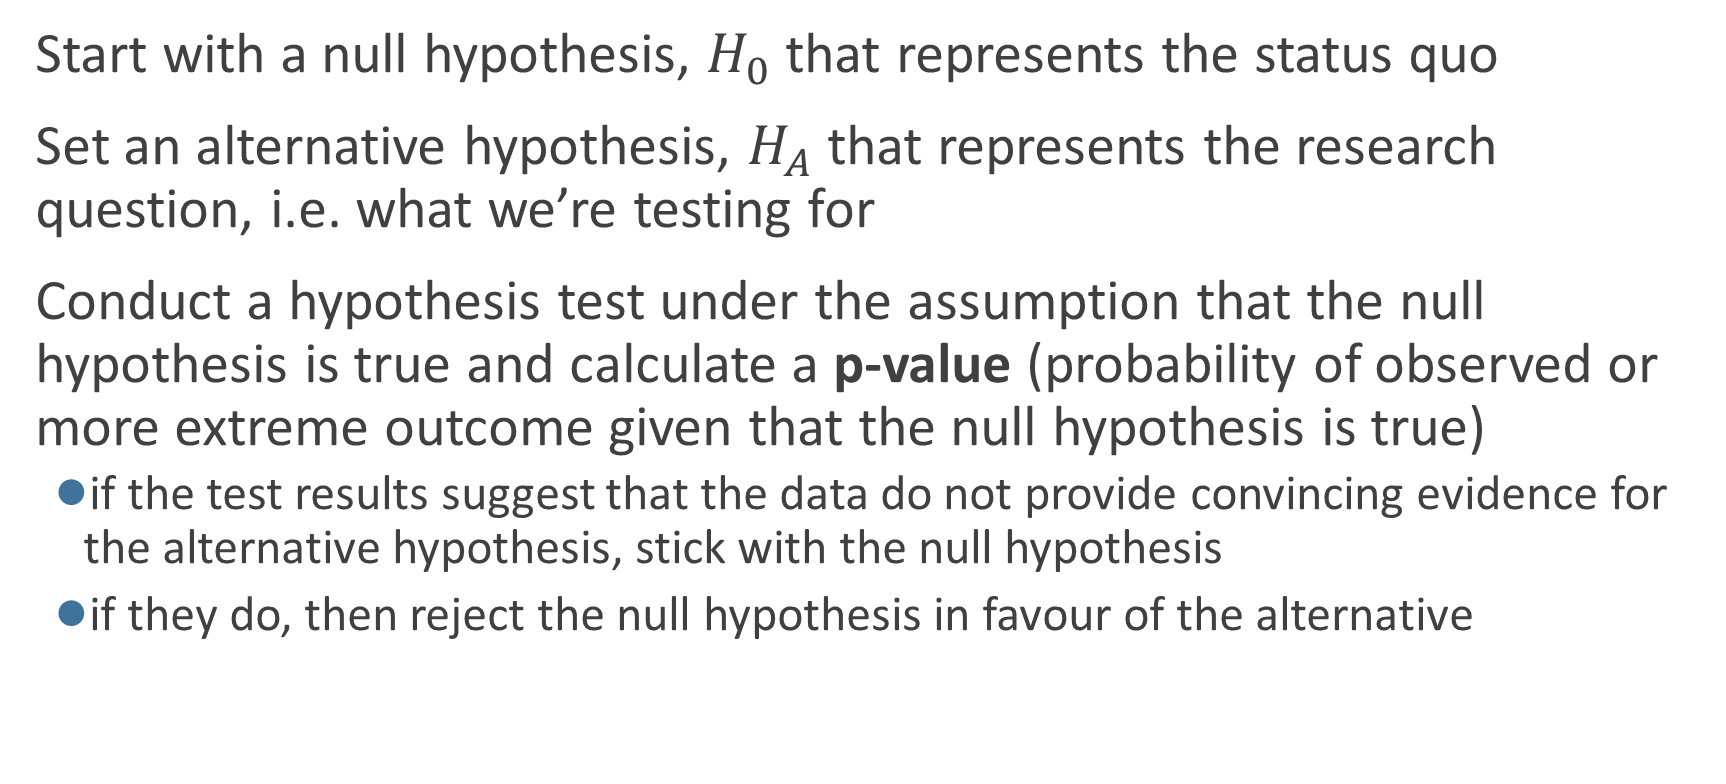 Start with a null hypothesis, H₀ that represents the status quo
Set an alternative hypothesis, H_A that represents the research
question, i.e. what we’re testing for
Conduct a hypothesis test under the assumption that the null
hypothesis is true and calculate a p-value (probability of observed or
more extreme outcome given that the null hypothesis is true)
●if the test results suggest that the data do not provide convincing evidence for
the alternative hypothesis, stick with the null hypothesis
●if they do, then reject the null hypothesis in favour of the alternative